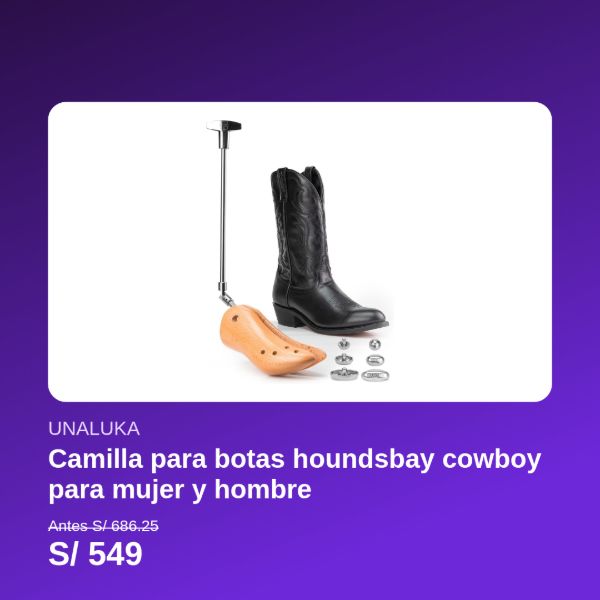 UNALUKA
Camilla para botas houndsbay cowboy
para mujer y hombre
Antes S/ 686.25
S/ 549